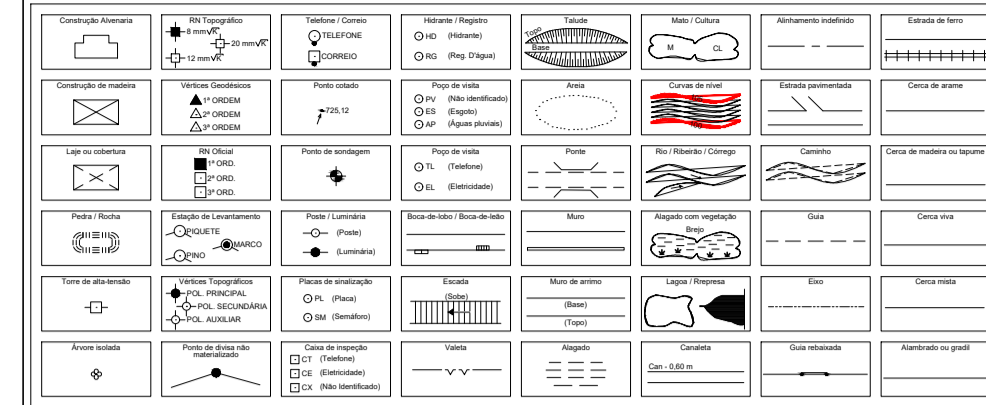 Construção Alvenaria
RN Topográfico
8 mm√K
20 mm√K
12 mm√K
Telefone / Correio
TELEFONE
CORREIO
Hidrante / Registro
HD (Hidrante)
RG (Reg. D'água)
Talude
Topo
Base
Mato / Cultura
M CL
Alinhamento indefinido
Estrada de ferro
Construção de madeira
Vértices Geodésicos
1ª ORDEM
2ª ORDEM
3ª ORDEM
Ponto cotado
725,12
Poço de visita
PV (Não identificado)
ES (Esgoto)
AP (Águas pluviais)
Areia
Curvas de nível
Estrada pavimentada
Cerca de arame
Laje ou cobertura
RN Oficial
1ª ORD.
2ª ORD.
3ª ORD.
Ponto de sondagem
Poço de visita
TL (Telefone)
EL (Eletricidade)
Ponte
Rio / Ribeirão / Córrego
Caminho
Cerca de madeira ou tapume
Pedra / Rocha
Estação de Levantamento
PIQUETE
MARCO
PINO
Poste / Luminária
(Poste)
(Luminária)
Boca-de-lobo / Boca-de-leão
Muro
Alagado com vegetação
Brejo
Guia
Cerca viva
Torre de alta-tensão
Vértices Topográficos
POL. PRINCIPAL
POL. SECUNDÁRIA
POL. AUXILIAR
Placas de sinalização
PL (Placa)
SM (Semáforo)
Escada
(Sobe)
Muro de arrimo
(Base)
(Topo)
Lagoa / Rrepresa
Eixo
Cerca mista
Árvore isolada
Ponto de divisa não
materializado
Caixa de inspeção
CT (Telefone)
CE (Eletricidade)
CX (Não Identificado)
Valeta
Alagado
Canaleta
Can - 0,60 m
Guia rebaixada
Alambrado ou gradil